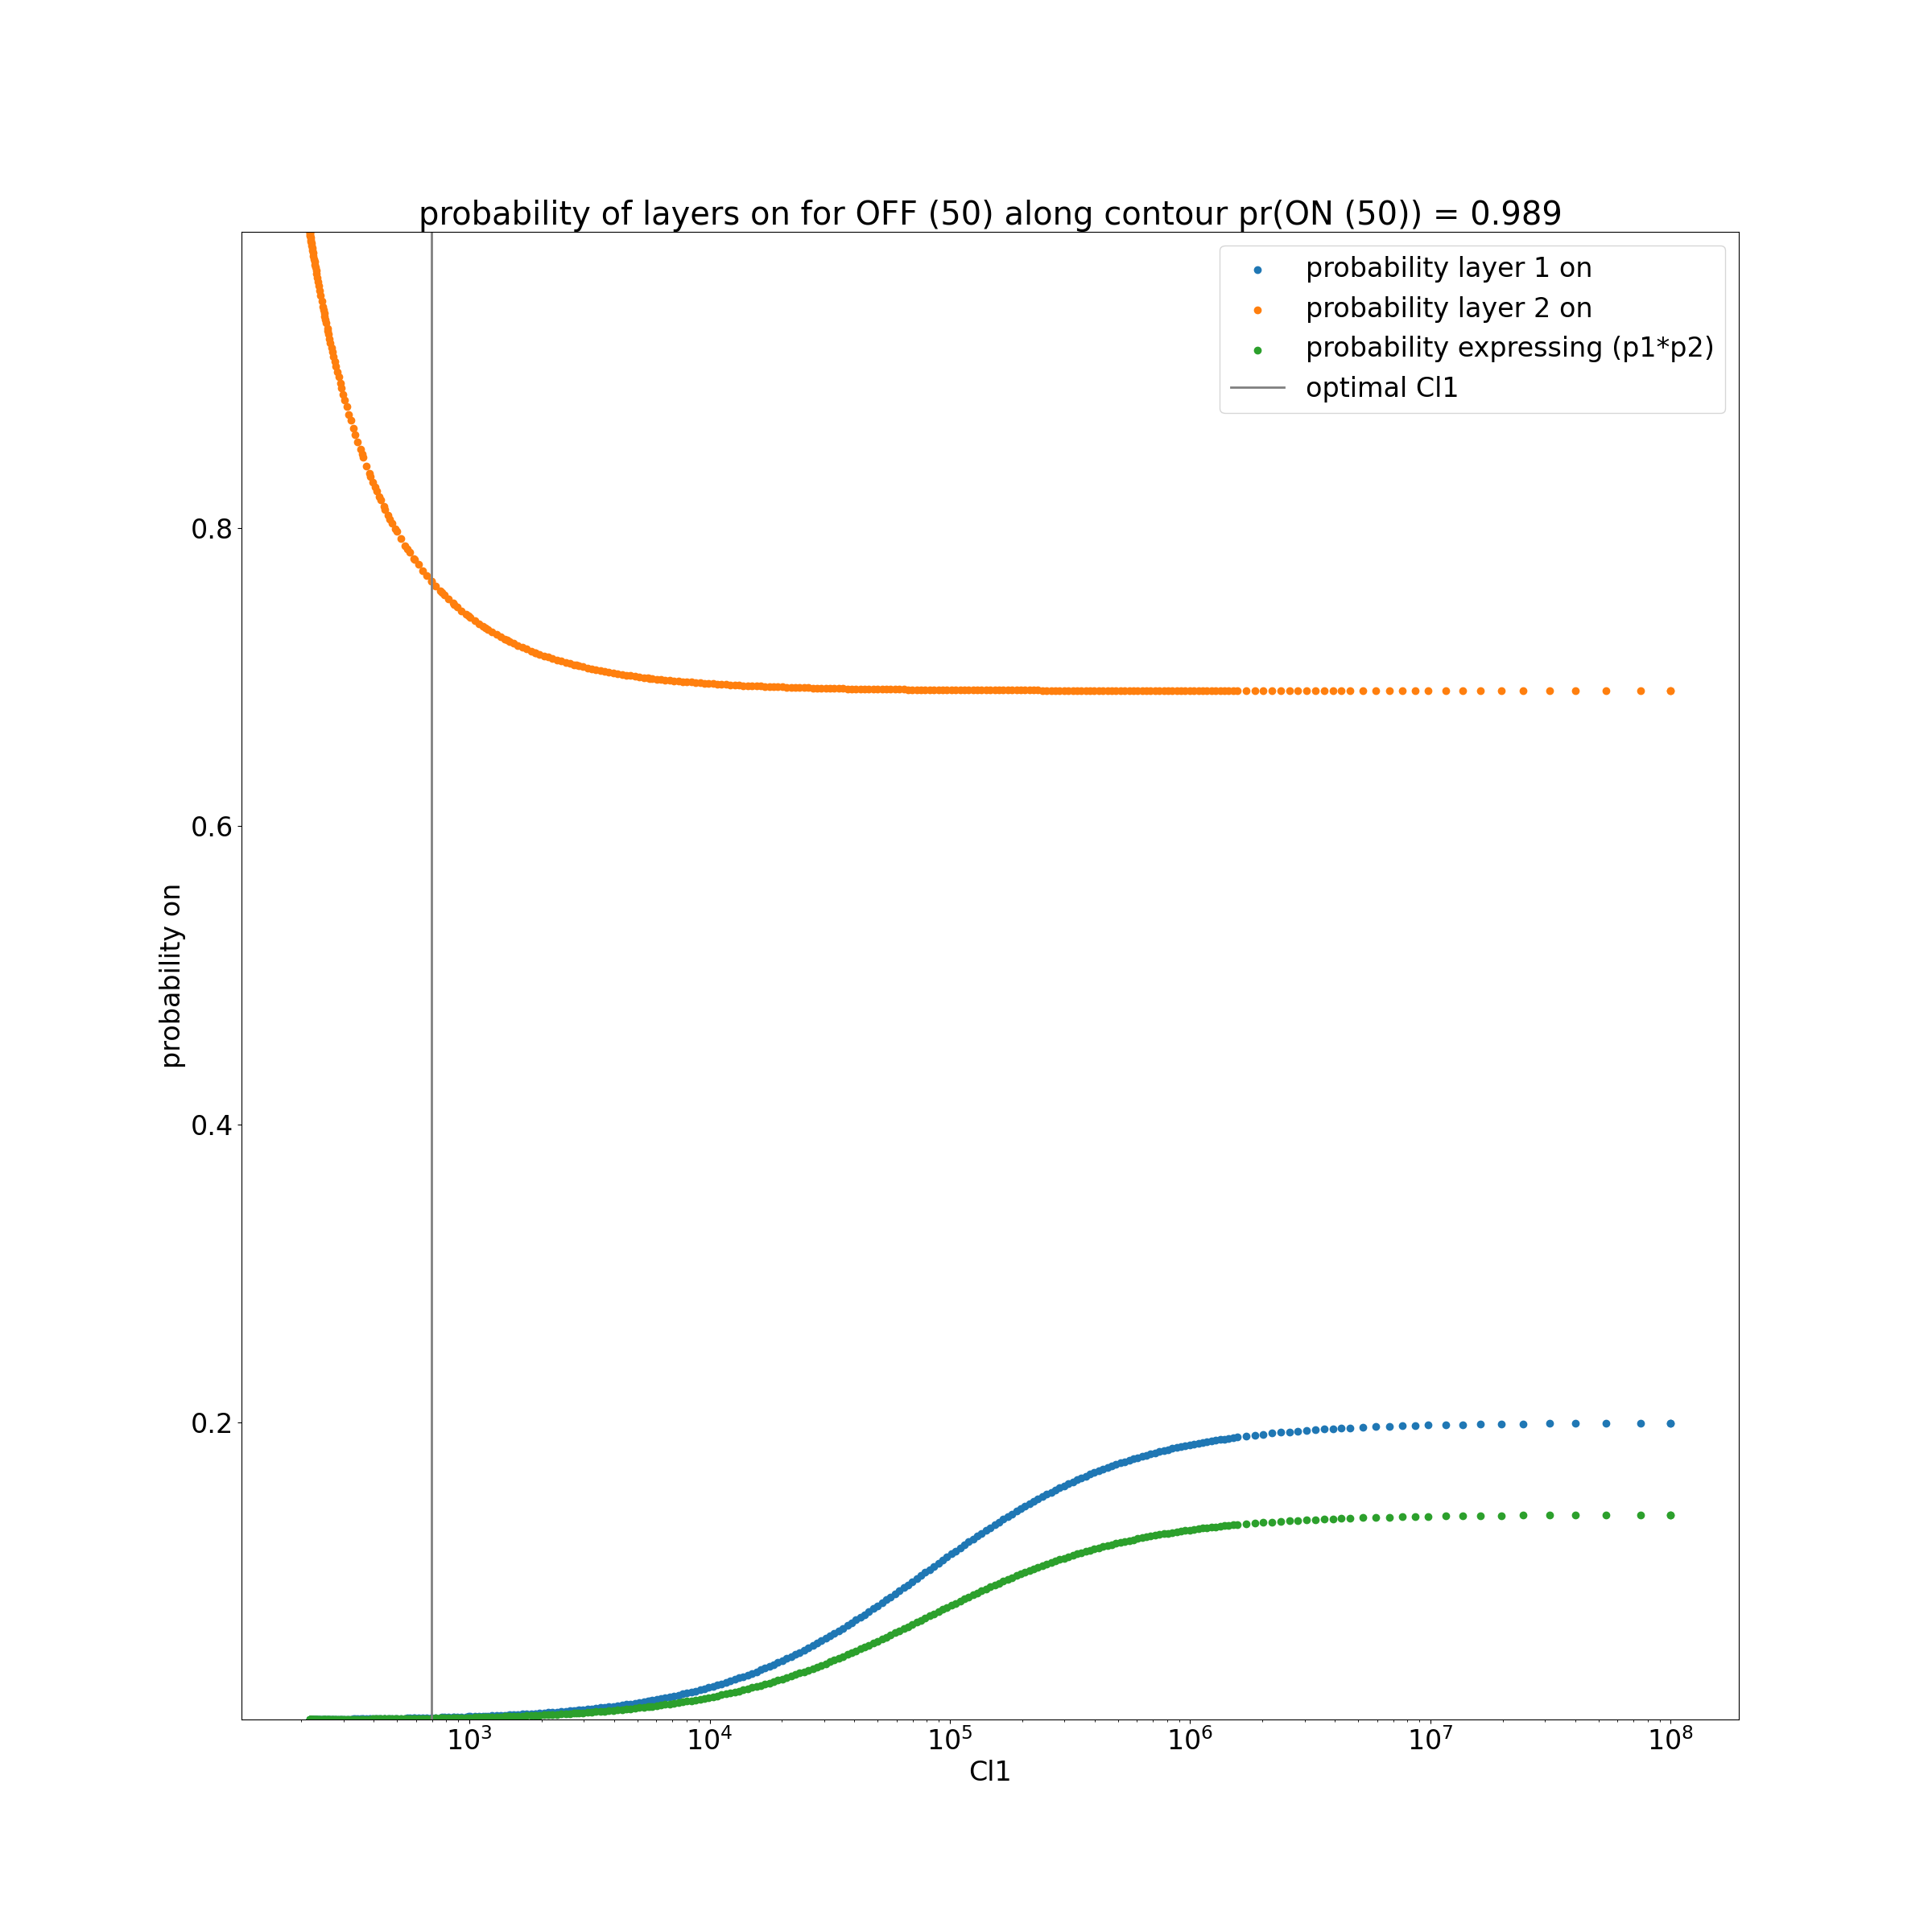 probability of layers on for OFF (50) along contour pr(ON (50)) = 0.989
probability layer 1 on
probability layer 2 on
probability expressing (p1*p2)
optimal Cl1
0.8
0.6
0.4
0.2
probability on
10³ 10⁴ 10⁵ 10⁶ 10⁷ 10⁸
Cl1